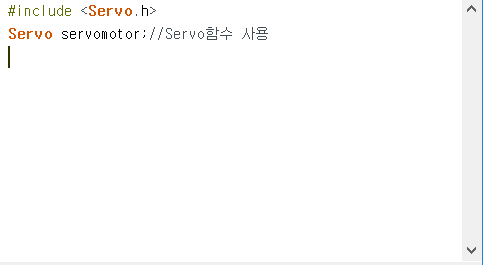 #include <Servo.h>
Servo servomotor;//Servo함수 사용